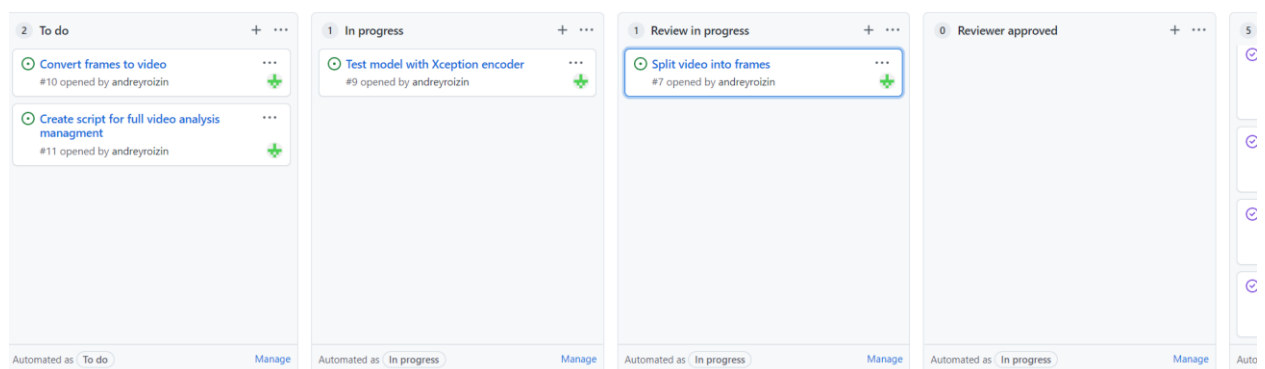 2 To do + ...
Convert frames to video ...
#10 opened by andreyroizin
Create script for full video analysis ...
managment
#11 opened by andreyroizin
Automated as To do Manage
1 In progress + ...
Test model with Xception encoder ...
#9 opened by andreyroizin
Automated as In progress Manage
1 Review in progress + ...
Split video into frames ...
#7 opened by andreyroizin
Automated as In progress Manage
0 Reviewer approved + ...
Automated as In progress Manage
5
Auto